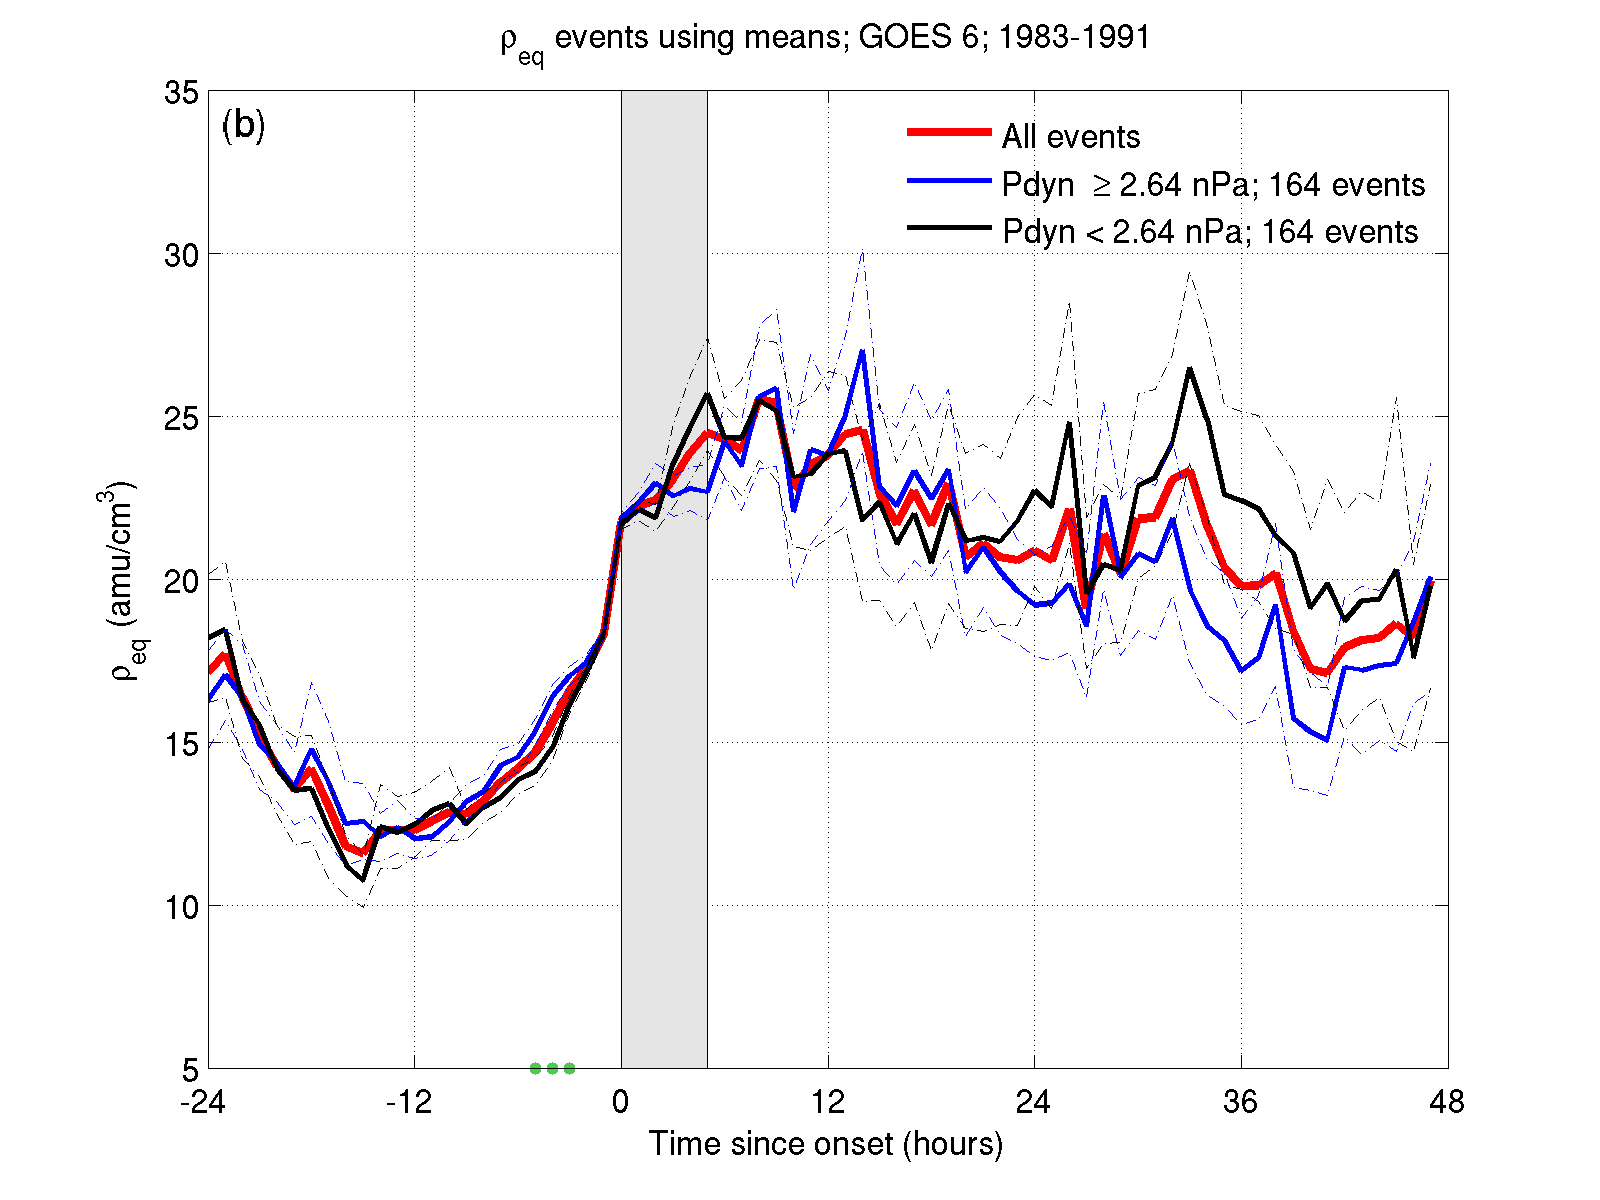 ρeq events using means; GOES 6; 1983-1991
(b)
All events
Pdyn ≥ 2.64 nPa; 164 events
Pdyn < 2.64 nPa; 164 events
35
30
25
20
15
10
5
ρeq (amu/cm³)
-24 -12 0 12 24 36 48
Time since onset (hours)